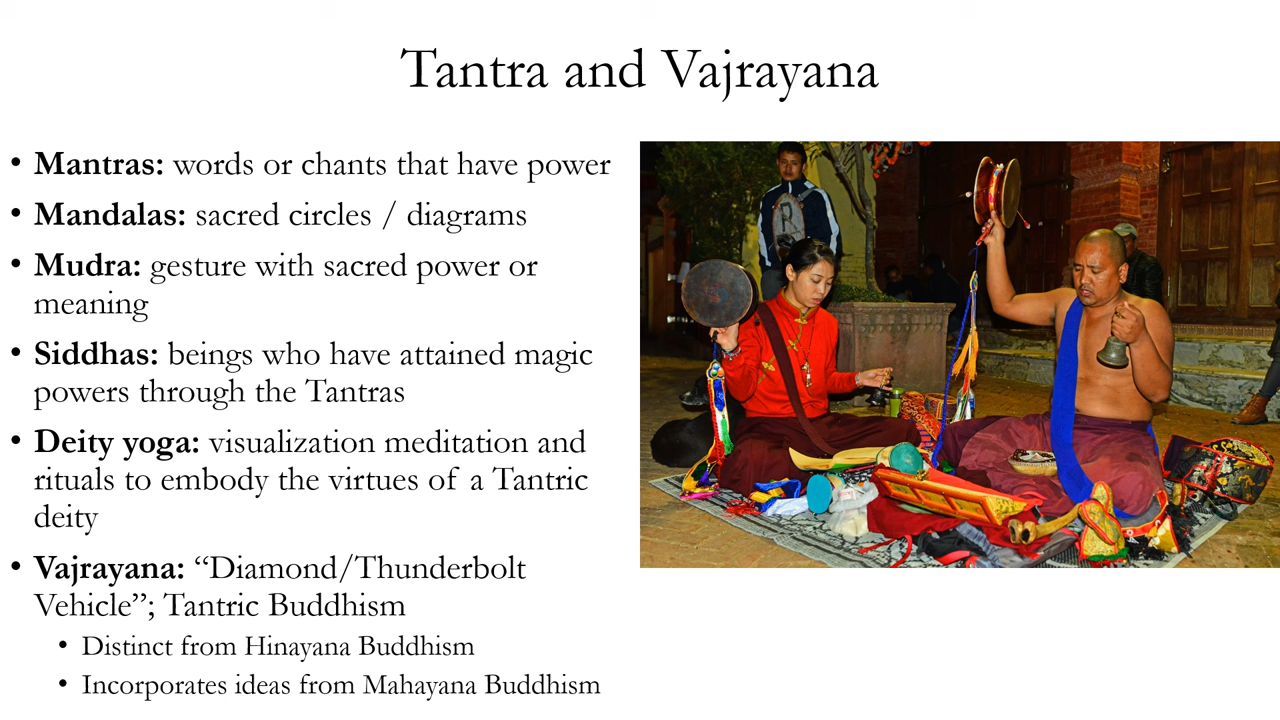 Tantra and Vajrayana
• Mantras: words or chants that have power
• Mandalas: sacred circles / diagrams
• Mudra: gesture with sacred power or
meaning
• Siddhas: beings who have attained magic
powers through the Tantras
• Deity yoga: visualization meditation and
rituals to embody the virtues of a Tantric
deity
• Vajrayana: “Diamond/Thunderbolt
Vehicle”; Tantric Buddhism
• Distinct from Hinayana Buddhism
• Incorporates ideas from Mahayana Buddhism